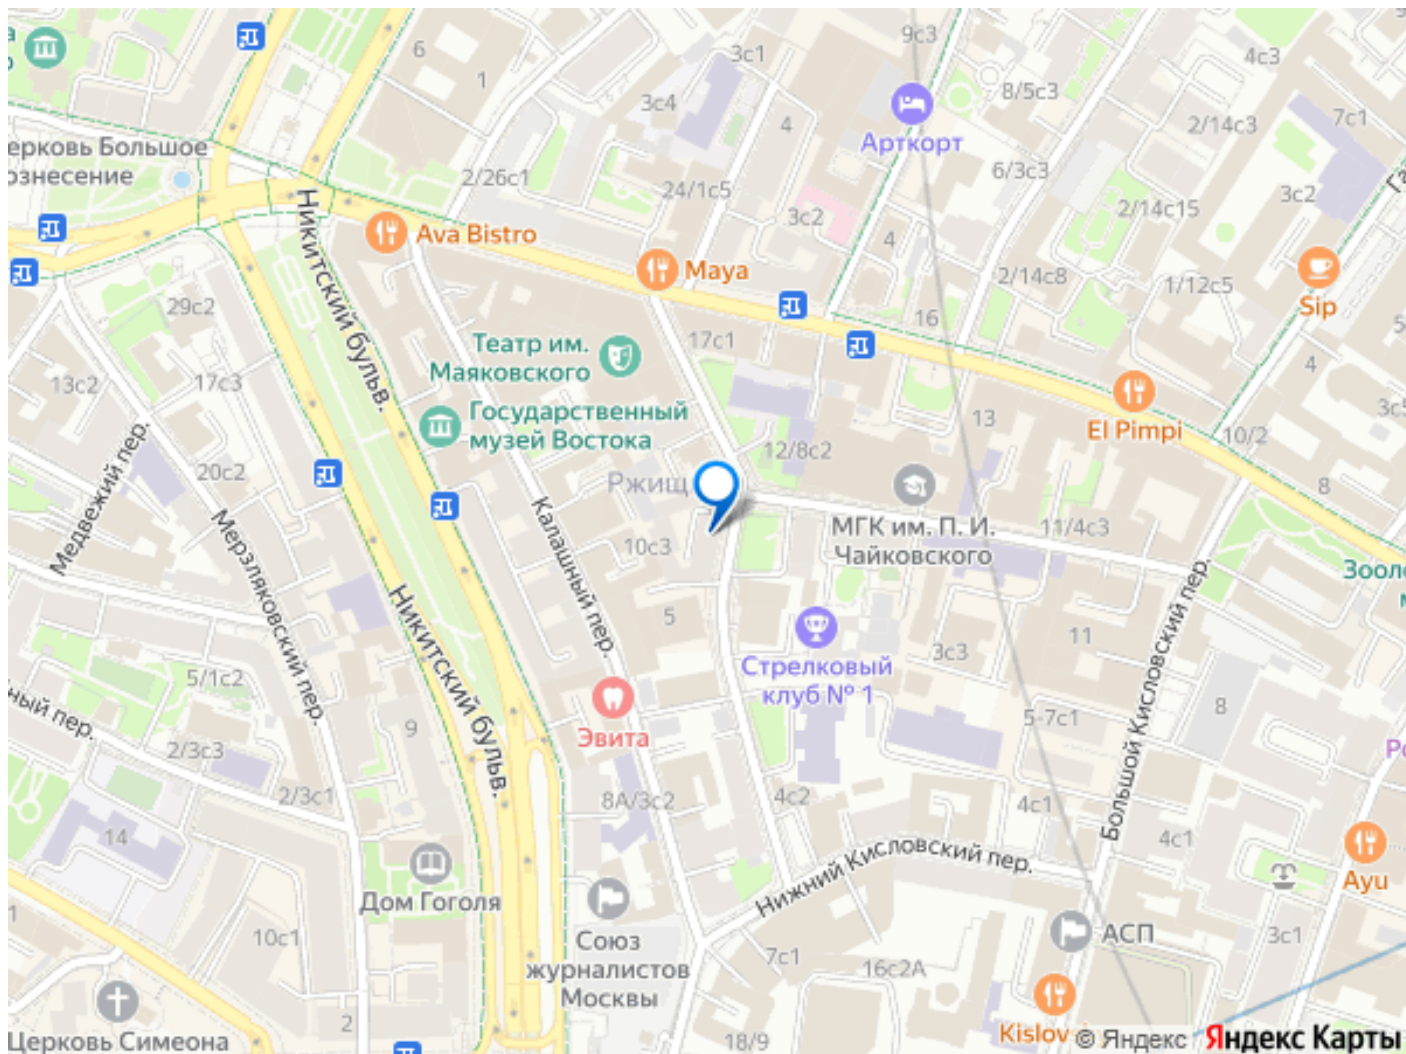 6
1
3с1
9с3
4с3
8/5с3
7с1
3с4
4
2/14с3
Арткорт
ерковь Большое
ознесение
2/26с1
24/1с5
6/3с3
3с2
3с2
2/14с15
4
Ava Bistro
Maya
2/14с8
1/12с5
Sip
29с2
Никитский бульв.
16
17с1
Театр им.
Маяковского
4
13с2
17с3
El Pimpi
Государственный
музей Востока
13
10/2
12/8с2
Медвежий пер.
20с2
Ржищ
8
МГК им. П. И.
Чайковского
11/4с3
Мерзляковский пер.
Калашный пер.
10с3
Зооло
5
11
Никитский бульв.
Стрелковый
клуб № 1
3с3
Большой Кисловский пер.
5/1с2
ный пер.
9
Эвита
5-7с1
8
2/3с3
2/3с1
8А/3с2
4с2
4с1
4с1
14
Нижний Кисловский пер.
Ayu
Дом Гоголя
10с1
Союз
журналистов
Москвы
АСП
3с1
7с1
16с2А
2
Церковь Симеона
18/9
Kislov
© Яндекс
Яндекс Карты